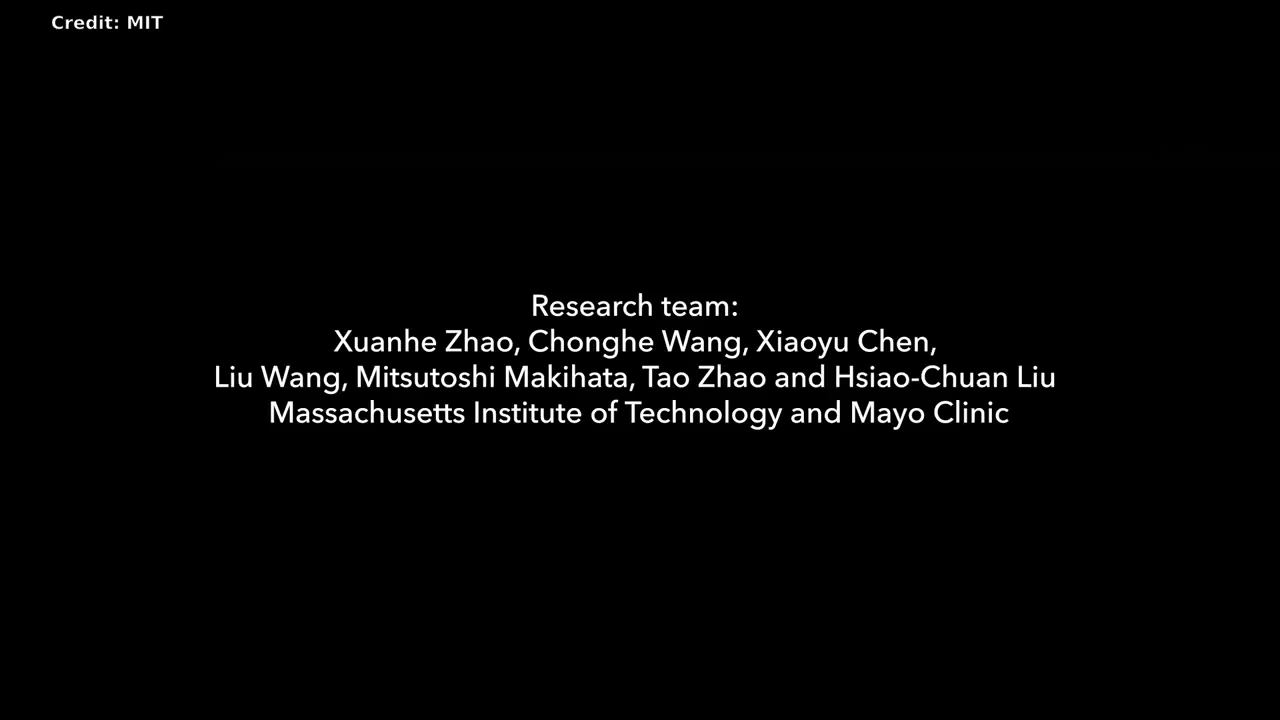 Credit: MIT
Research team:
Xuanhe Zhao, Chonghe Wang, Xiaoyu Chen,
Liu Wang, Mitsutoshi Makihata, Tao Zhao and Hsiao-Chuan Liu
Massachusetts Institute of Technology and Mayo Clinic